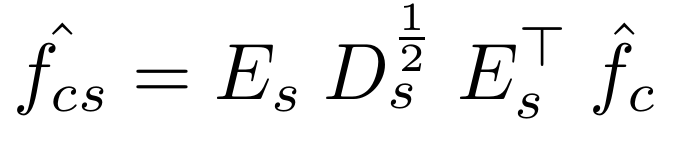 $\hat{f_{cs}} = E_s \ D_s^{\frac{1}{2}} \ E_s^\top \ \hat{f}_c$